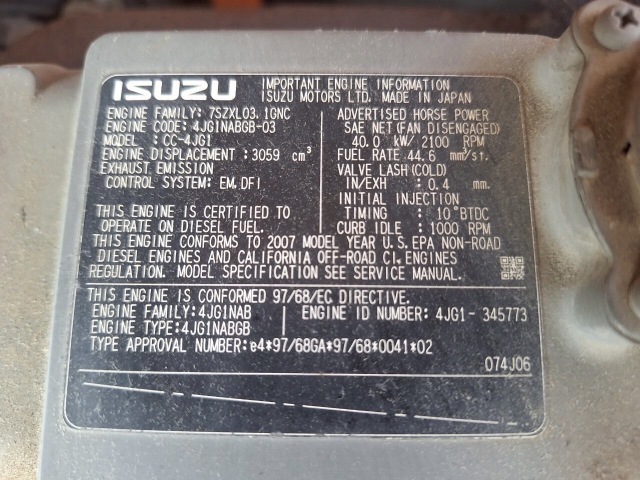 ISUZU
IMPORTANT ENGINE INFORMATION
ISUZU MOTORS LTD. MADE IN JAPAN
ENGINE FAMILY: 7SZXL03.1GNC
ENGINE CODE: 4JG1NABGB-03
MODEL : CC-4JG1
ENGINE DISPLACEMENT: 3059 cm³
EXHAUST EMISSION
CONTROL SYSTEM: EM, DFI
THIS ENGINE IS CERTIFIED TO
OPERATE ON DIESEL FUEL.
ADVERTISED HORSE POWER
SAE NET (FAN DISENGAGED)
40.0 kW/ 2100 RPM
FUEL RATE 44.6 mm³/st.
VALVE LASH (COLD)
IN/EXH : 0.4 mm.
INITIAL INJECTION
TIMING : 10°BTDC
CURB IDLE : 1000 RPM
THIS ENGINE CONFORMS TO 2007 MODEL YEAR U.S. EPA NON-ROAD
DIESEL ENGINES AND CALIFORNIA OFF-ROAD C.I. ENGINES
REGULATION. MODEL SPECIFICATION SEE SERVICE MANUAL.
THIS ENGINE IS CONFORMED 97/68/EC DIRECTIVE.
ENGINE FAMILY:4JG1NAB
ENGINE ID NUMBER: 4JG1- 345773
ENGINE TYPE:4JG1NABGB
TYPE APPROVAL NUMBER:e4*97/68GA*97/68*0041*02
074J06